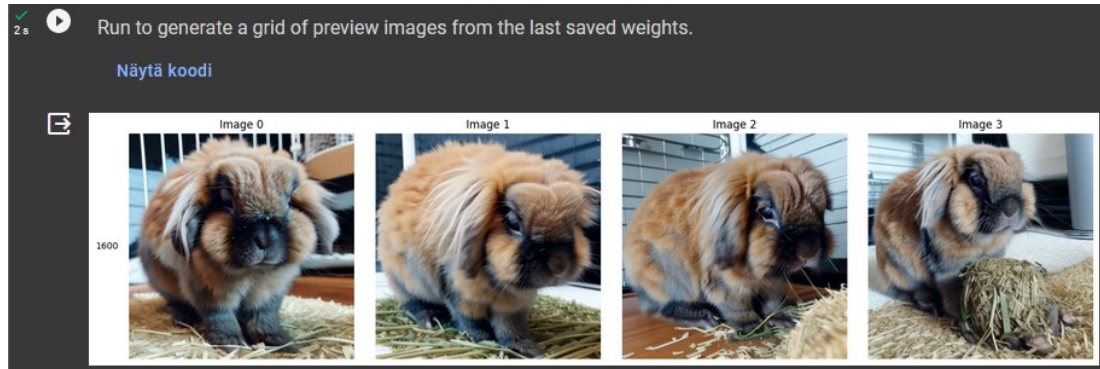 2 s
Run to generate a grid of preview images from the last saved weights.
Näytä koodi
Image 0
Image 1
Image 2
Image 3
1600